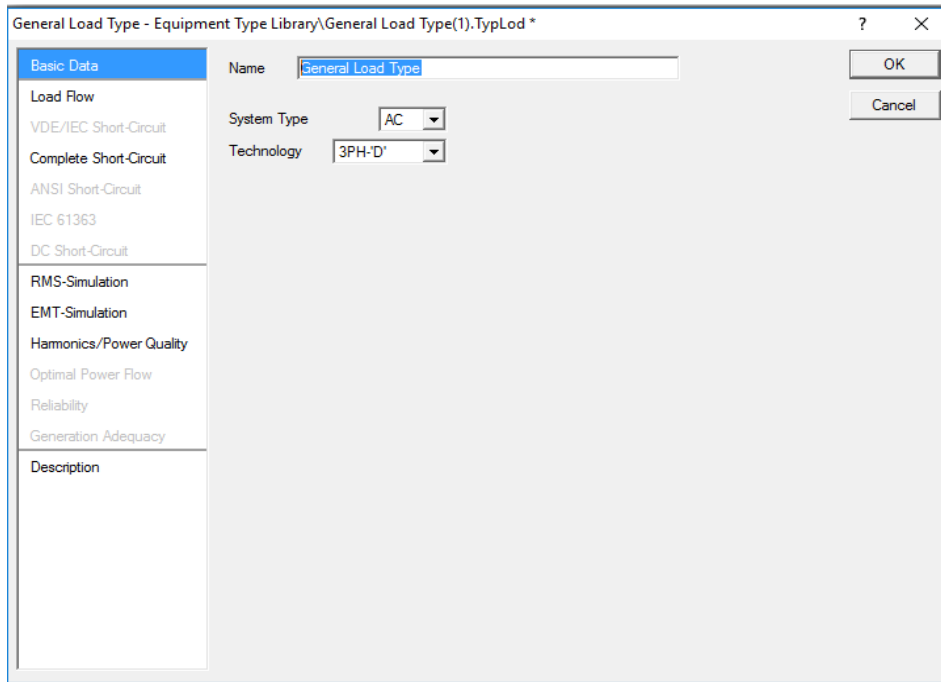 General Load Type - Equipment Type Library\General Load Type(1).TypLod *
?
Basic Data
Load Flow
VDE/IEC Short-Circuit
Complete Short-Circuit
ANSI Short-Circuit
IEC 61363
DC Short-Circuit
RMS-Simulation
EMT-Simulation
Harmonics/Power Quality
Optimal Power Flow
Reliability
Generation Adequacy
Description
Name General Load Type
System Type AC
Technology 3PH-'D'
OK
Cancel